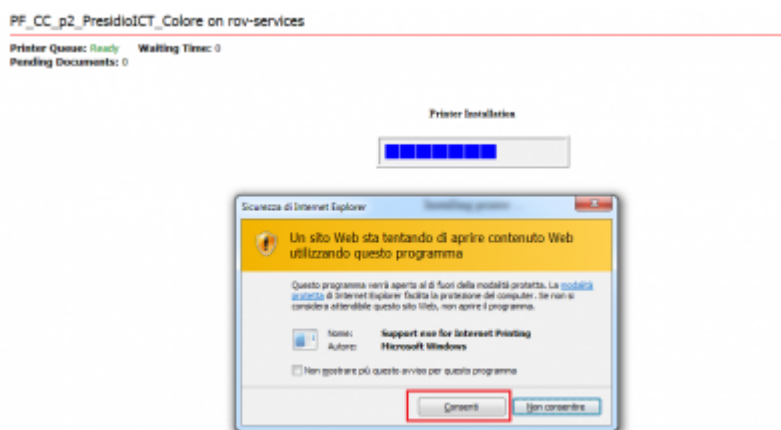 PF_CC_p2_PresidioICT_Colore on rov-services
Printer Queue: Ready Waiting Time: 0
Pending Documents: 0
Printer Installation
Sicurezza di Internet Explorer
Installing printer ...
Un sito Web sta tentando di aprire contenuto Web
utilizzando questo programma
Questo programma verrà aperto al di fuori della modalità protetta. La modalità
protetta di Internet Explorer facilita la protezione del computer. Se non si
considera attendibile questo sito Web, non aprire il programma.
Nome: Support exe for Internet Printing
Autore: Microsoft Windows
Non mostrare più questo avviso per questo programma
Consenti Non consentire